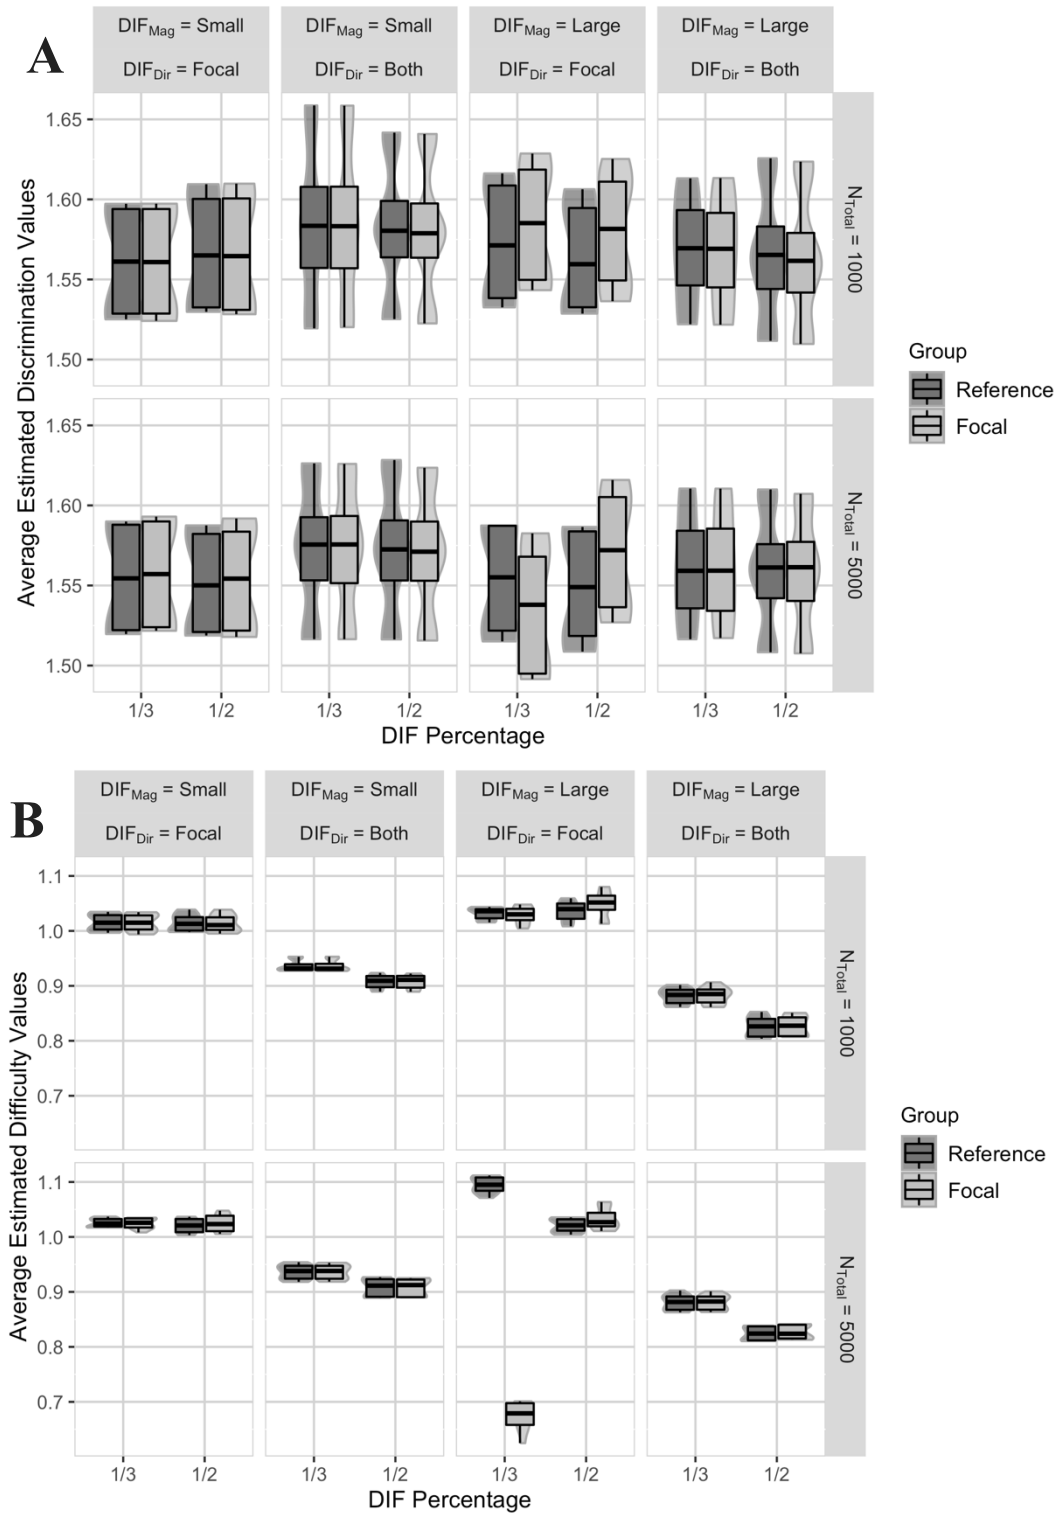 A
DIFMag = Small DIFMag = Small DIFMag = Large DIFMag = Large
DIFDir = Focal DIFDir = Both DIFDir = Focal DIFDir = Both
Average Estimated Discrimination Values
1.65
1.60
1.55
1.50
NTotal = 1000
1.65
1.60
1.55
1.50
NTotal = 5000
1/3 1/2 1/3 1/2 1/3 1/2 1/3 1/2
DIF Percentage
Group
Reference
Focal
B
DIFMag = Small DIFMag = Small DIFMag = Large DIFMag = Large
DIFDir = Focal DIFDir = Both DIFDir = Focal DIFDir = Both
Average Estimated Difficulty Values
1.1
1.0
0.9
0.8
0.7
NTotal = 1000
1.1
1.0
0.9
0.8
0.7
NTotal = 5000
1/3 1/2 1/3 1/2 1/3 1/2 1/3 1/2
DIF Percentage
Group
Reference
Focal